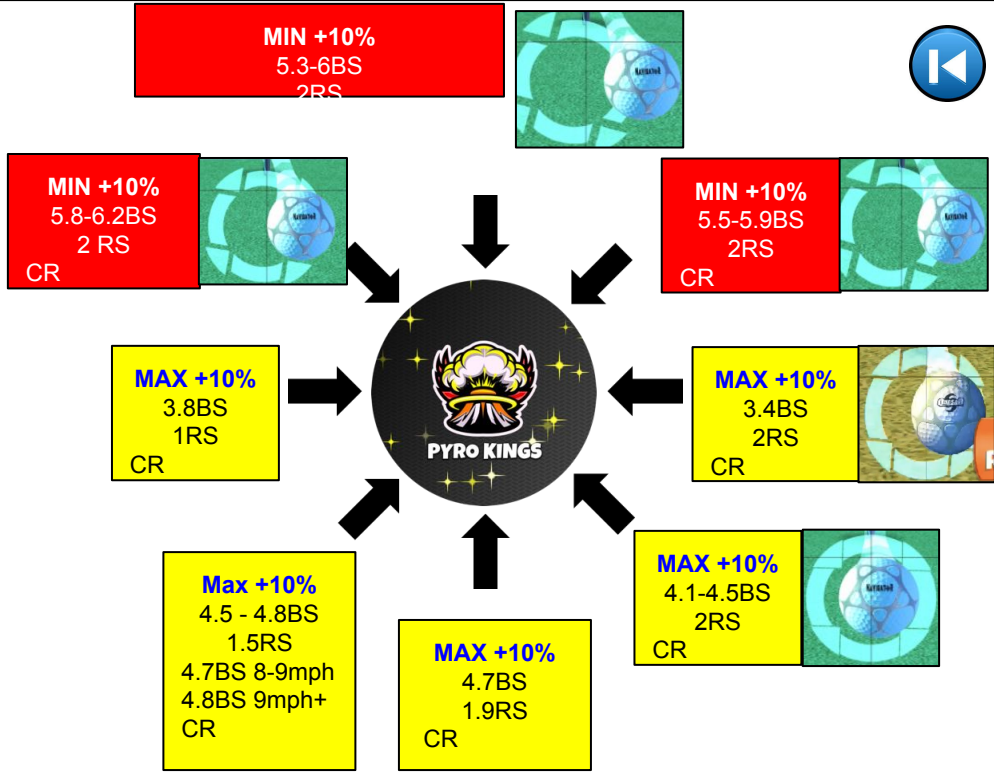 MIN +10%
5.3-6BS
2RS
MIN +10%
5.8-6.2BS
2 RS
CR
MIN +10%
5.5-5.9BS
2RS
CR
MAX +10%
3.8BS
1RS
CR
PYRO KINGS
MAX +10%
3.4BS
2RS
CR
Max +10%
4.5 - 4.8BS
1.5RS
4.7BS 8-9mph
4.8BS 9mph+
CR
MAX +10%
4.7BS
1.9RS
CR
MAX +10%
4.1-4.5BS
2RS
CR